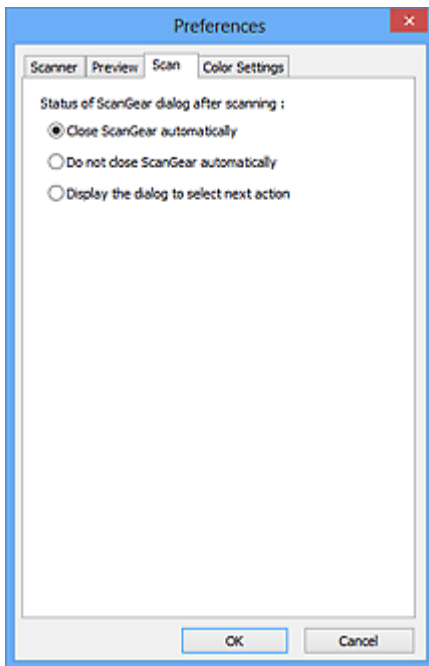 Preferences
Scanner Preview Scan Color Settings
Status of ScanGear dialog after scanning :
Close ScanGear automatically
Do not close ScanGear automatically
Display the dialog to select next action
OK Cancel